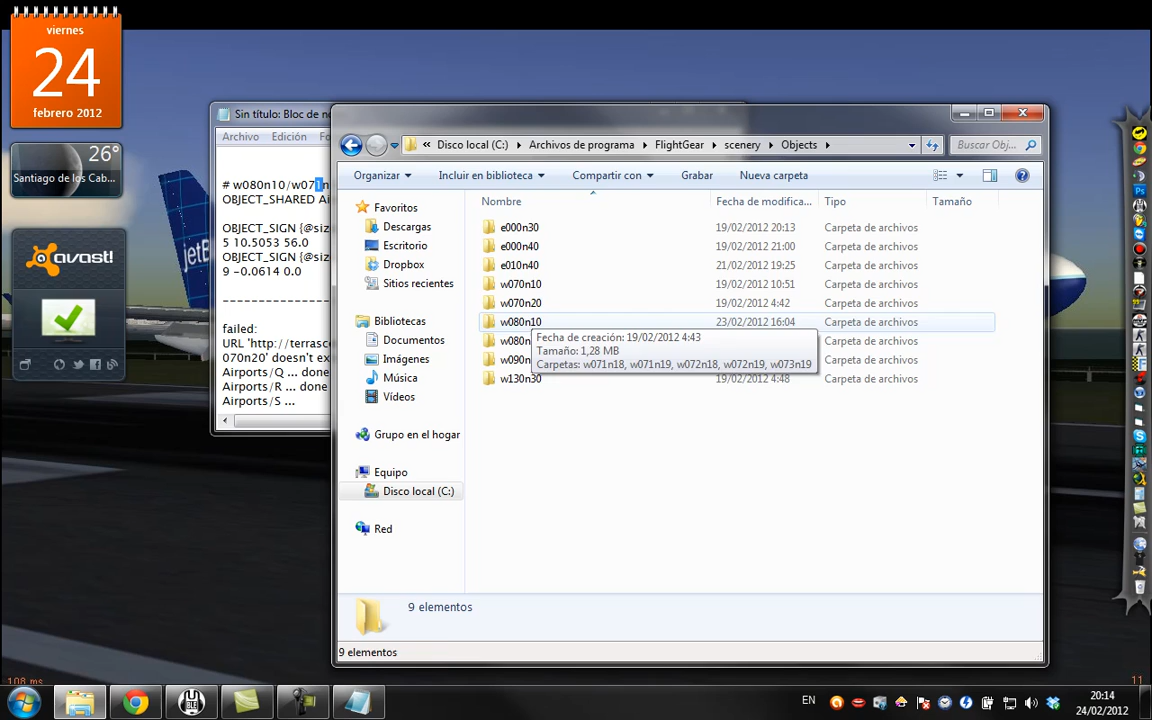 viernes
24
febrero 2012
26°
Santiago de los Cab...
avast!
Sin título: Bloc de no
Archivo Edición Fo
# w080n10/w071n
OBJECT_SHARED Ai
OBJECT_SIGN {@siz
5 10.5053 56.0
OBJECT_SIGN {@siz
9 -0.0614 0.0
failed:
URL 'http://terrasc
070n20' doesn't ex
Airports/Q ... done
Airports/R ... done
Airports/S ...
« Disco local (C:) Archivos de programa FlightGear scenery Objects
Buscar Obj...
Organizar Incluir en biblioteca Compartir con Grabar Nueva carpeta
Favoritos
Descargas
Escritorio
Dropbox
Sitios recientes
Bibliotecas
Documentos
Imágenes
Música
Vídeos
Grupo en el hogar
Equipo
Disco local (C:)
Red
Nombre Fecha de modifica... Tipo Tamaño
e000n30 19/02/2012 20:13 Carpeta de archivos
e000n40 19/02/2012 21:00 Carpeta de archivos
e010n40 21/02/2012 19:25 Carpeta de archivos
w070n10 19/02/2012 10:51 Carpeta de archivos
w070n20 19/02/2012 4:42 Carpeta de archivos
w080n10 23/02/2012 16:04 Carpeta de archivos
w080n Carpeta de archivos
w090n Carpeta de archivos
w130n30 19/02/2012 4:48 Carpeta de archivos
Fecha de creación: 19/02/2012 4:43
Tamaño: 1,28 MB
Carpetas: w071n18, w071n19, w072n18, w072n19, w073n19
9 elementos
9 elementos
108 ms
11
EN
20:14
24/02/2012